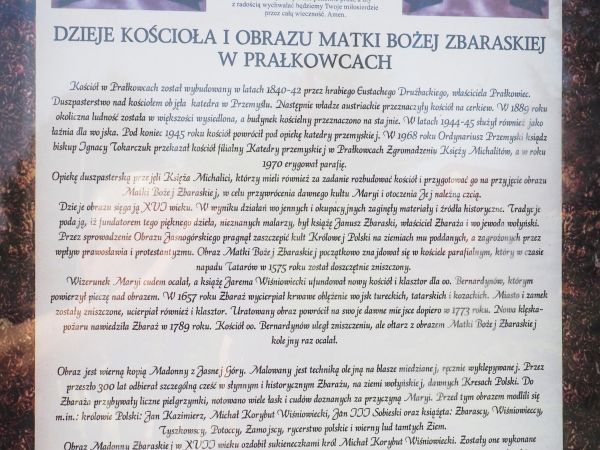 z radością wychwalać będziemy Twoje miłosierdzie
przez całą wieczność. Amen.
DZIEJE KOŚCIOŁA I OBRAZU MATKI BOŻEJ ZBARASKIEJ
W PRAŁKOWCACH
Kościół w Prałkowcach został wybudowany w latach 1840-42 przez hrabiego Eustachego Drużbackiego, właściciela Prałkowiec.
Duszpasterstwo nad kościołem objęła katedra w Przemyślu. Następnie władze austriackie przeznaczyły kościół na cerkiew. W 1889 roku
okoliczna ludność została w większości wysiedlona, a budynek kościelny przeznaczono na stajnie. W latach 1944-45 służył również jako
łaźnia dla wojska. Pod koniec 1945 roku kościół powrócił pod opiekę katedry przemyskiej. W 1968 roku Ordynariusz Przemyski ksiądz
biskup Ignacy Tokarczuk przekazał kościół filialny Katedry przemyskiej w Prałkowcach Zgromadzeniu Księży Michalitów, a w roku
1970 erygował parafię.
Opiekę duszpasterską przejęli Księża Michalici, którzy mieli również za zadanie rozbudować kościół i przygotować go na przyjęcie obrazu
Matki Bożej Zbaraskiej, w celu przywrócenia dawnego kultu Maryi i otoczenia Jej należną czcią.
Dzieje obrazu sięgają XVI wieku. W wyniku działań wojennych i okupacyjnych zaginęły materiały i źródła historyczne. Tradycje
podają, iż fundatorem tego pięknego dzieła, nieznanych malarzy, był książę Janusz Zbaraski, właściciel Zbaraża i wojewoda wołyński.
Przez sprowadzenie Obrazu Jasnogórskiego pragnął zaszczepić kult Królowej Polski na ziemiach mu poddanych, a zagrożonych przez
wpływ prawosławia i protestantyzmu. Obraz Matki Bożej Zbaraskiej początkowo znajdował się w kościele parafialnym, który w czasie
napadu Tatarów w 1575 roku został doszczętnie zniszczony.
Wizerunek Maryi cudem ocalał, a książę Jarema Wiśniowiecki ufundował nowy kościół i klasztor dla oo. Bernardynów, którym
powierzył pieczę nad obrazem. W 1657 roku Zbaraż wycierpiał krwawe oblężenie wojsk tureckich, tatarskich i kozackich. Miasto i zamek
zostały zniszczone, ucierpiał również i klasztor. Uratowany obraz powrócił na swoje dawne miejsce dopiero w 1773 roku. Nowa klęska-
pożaru nawiedziła Zbaraż w 1789 roku. Kościół oo. Bernardynów uległ zniszczeniu, ale ołtarz z obrazem Matki Bożej Zbaraskiej
kolejny raz ocalał.
Obraz jest wierną kopią Madonny z Jasnej Góry. Malowany jest techniką olejną na blasze miedzianej, ręcznie wyklepywanej. Przez
przeszło 300 lat odbierał szczególną cześć w słynnym i historycznym Zbarażu, na ziemi wołyńskiej, dawnych Kresach Polski. Do
Zbaraża przybywały liczne pielgrzymki, notowano wiele łask i cudów doznanych za przyczyną Maryi. Przed tym obrazem modlili się
m.in.: królowie Polski: Jan Kazimierz, Michał Korybut Wiśniowiecki, Jan III Sobieski oraz książęta: Zbarascy, Wiśniowieccy,
Tyszkowscy, Potoccy, Zamojscy, rycerstwo polskie i wierny lud tamtych Ziem.
Obraz Madonny Zbaraskiej w XVII wieku ozdobił sukieneczkami król Michał Korybut Wiśniowiecki. Zostały one wykonane